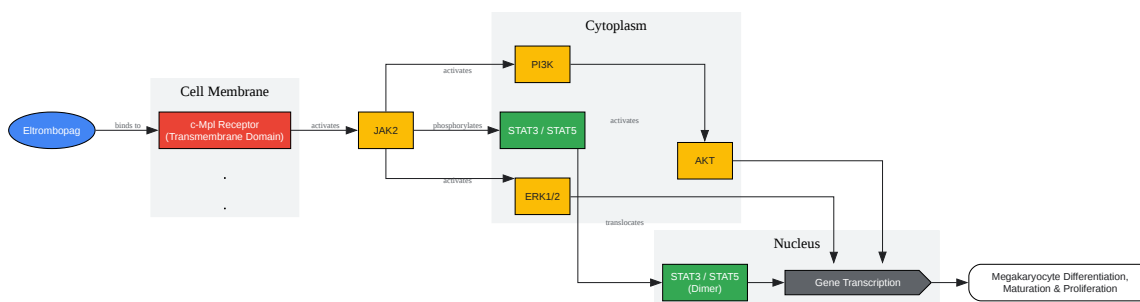 Cytoplasm
PI3K
activates
Cell Membrane
Eltrombopag
binds to
c-Mpl Receptor
(Transmembrane Domain)
activates
JAK2
phosphorylates
STAT3 / STAT5
activates
AKT
activates
ERK1/2
translocates
Nucleus
STAT3 / STAT5
(Dimer)
Gene Transcription
Megakaryocyte Differentiation,
Maturation & Proliferation